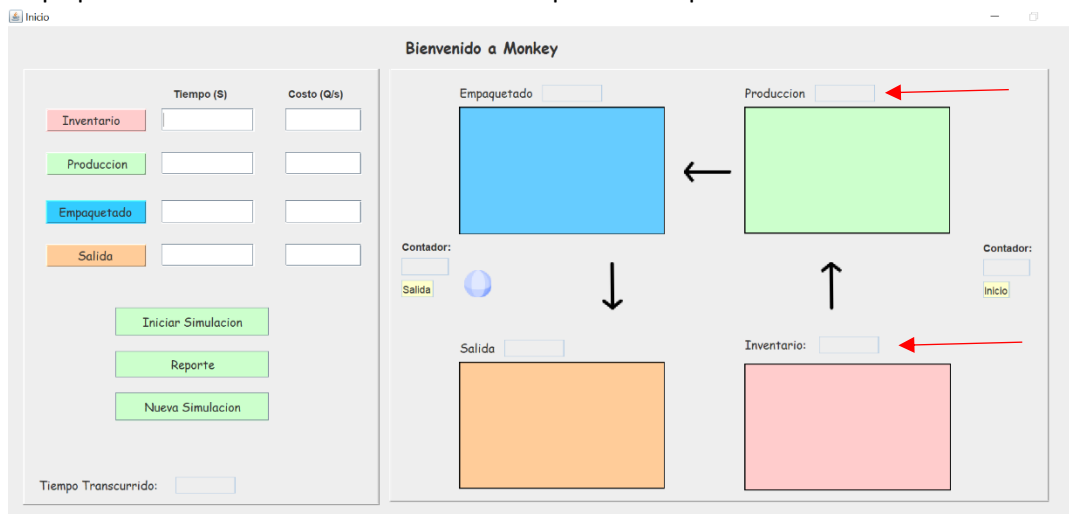 Inicio
Bienvenido a Monkey
Tiempo (S) Costo (Q/s)
Inventario
Produccion
Empaquetado
Salida
Iniciar Simulacion
Reporte
Nueva Simulacion
Tiempo Transcurrido:
Empaquetado
Produccion
Contador:
Salida
Contador:
Inicio
Salida
Inventario: